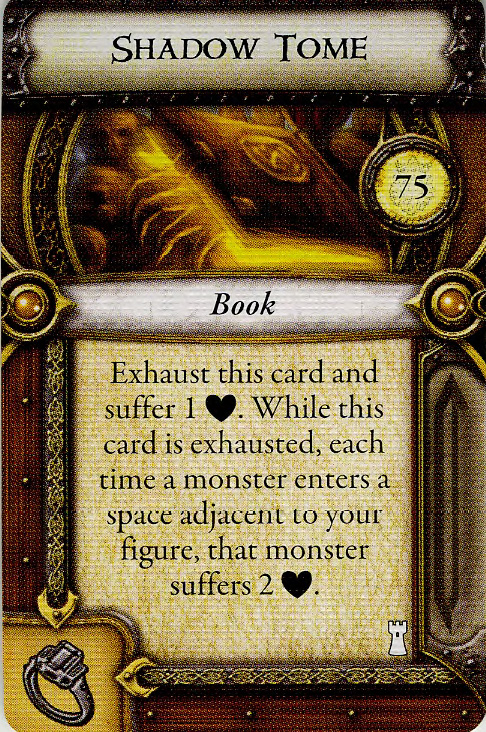 Shadow Tome
75
Book
Exhaust this card and
suffer 1 ♥. While this
card is exhausted, each
time a monster enters a
space adjacent to your
figure, that monster
suffers 2 ♥.